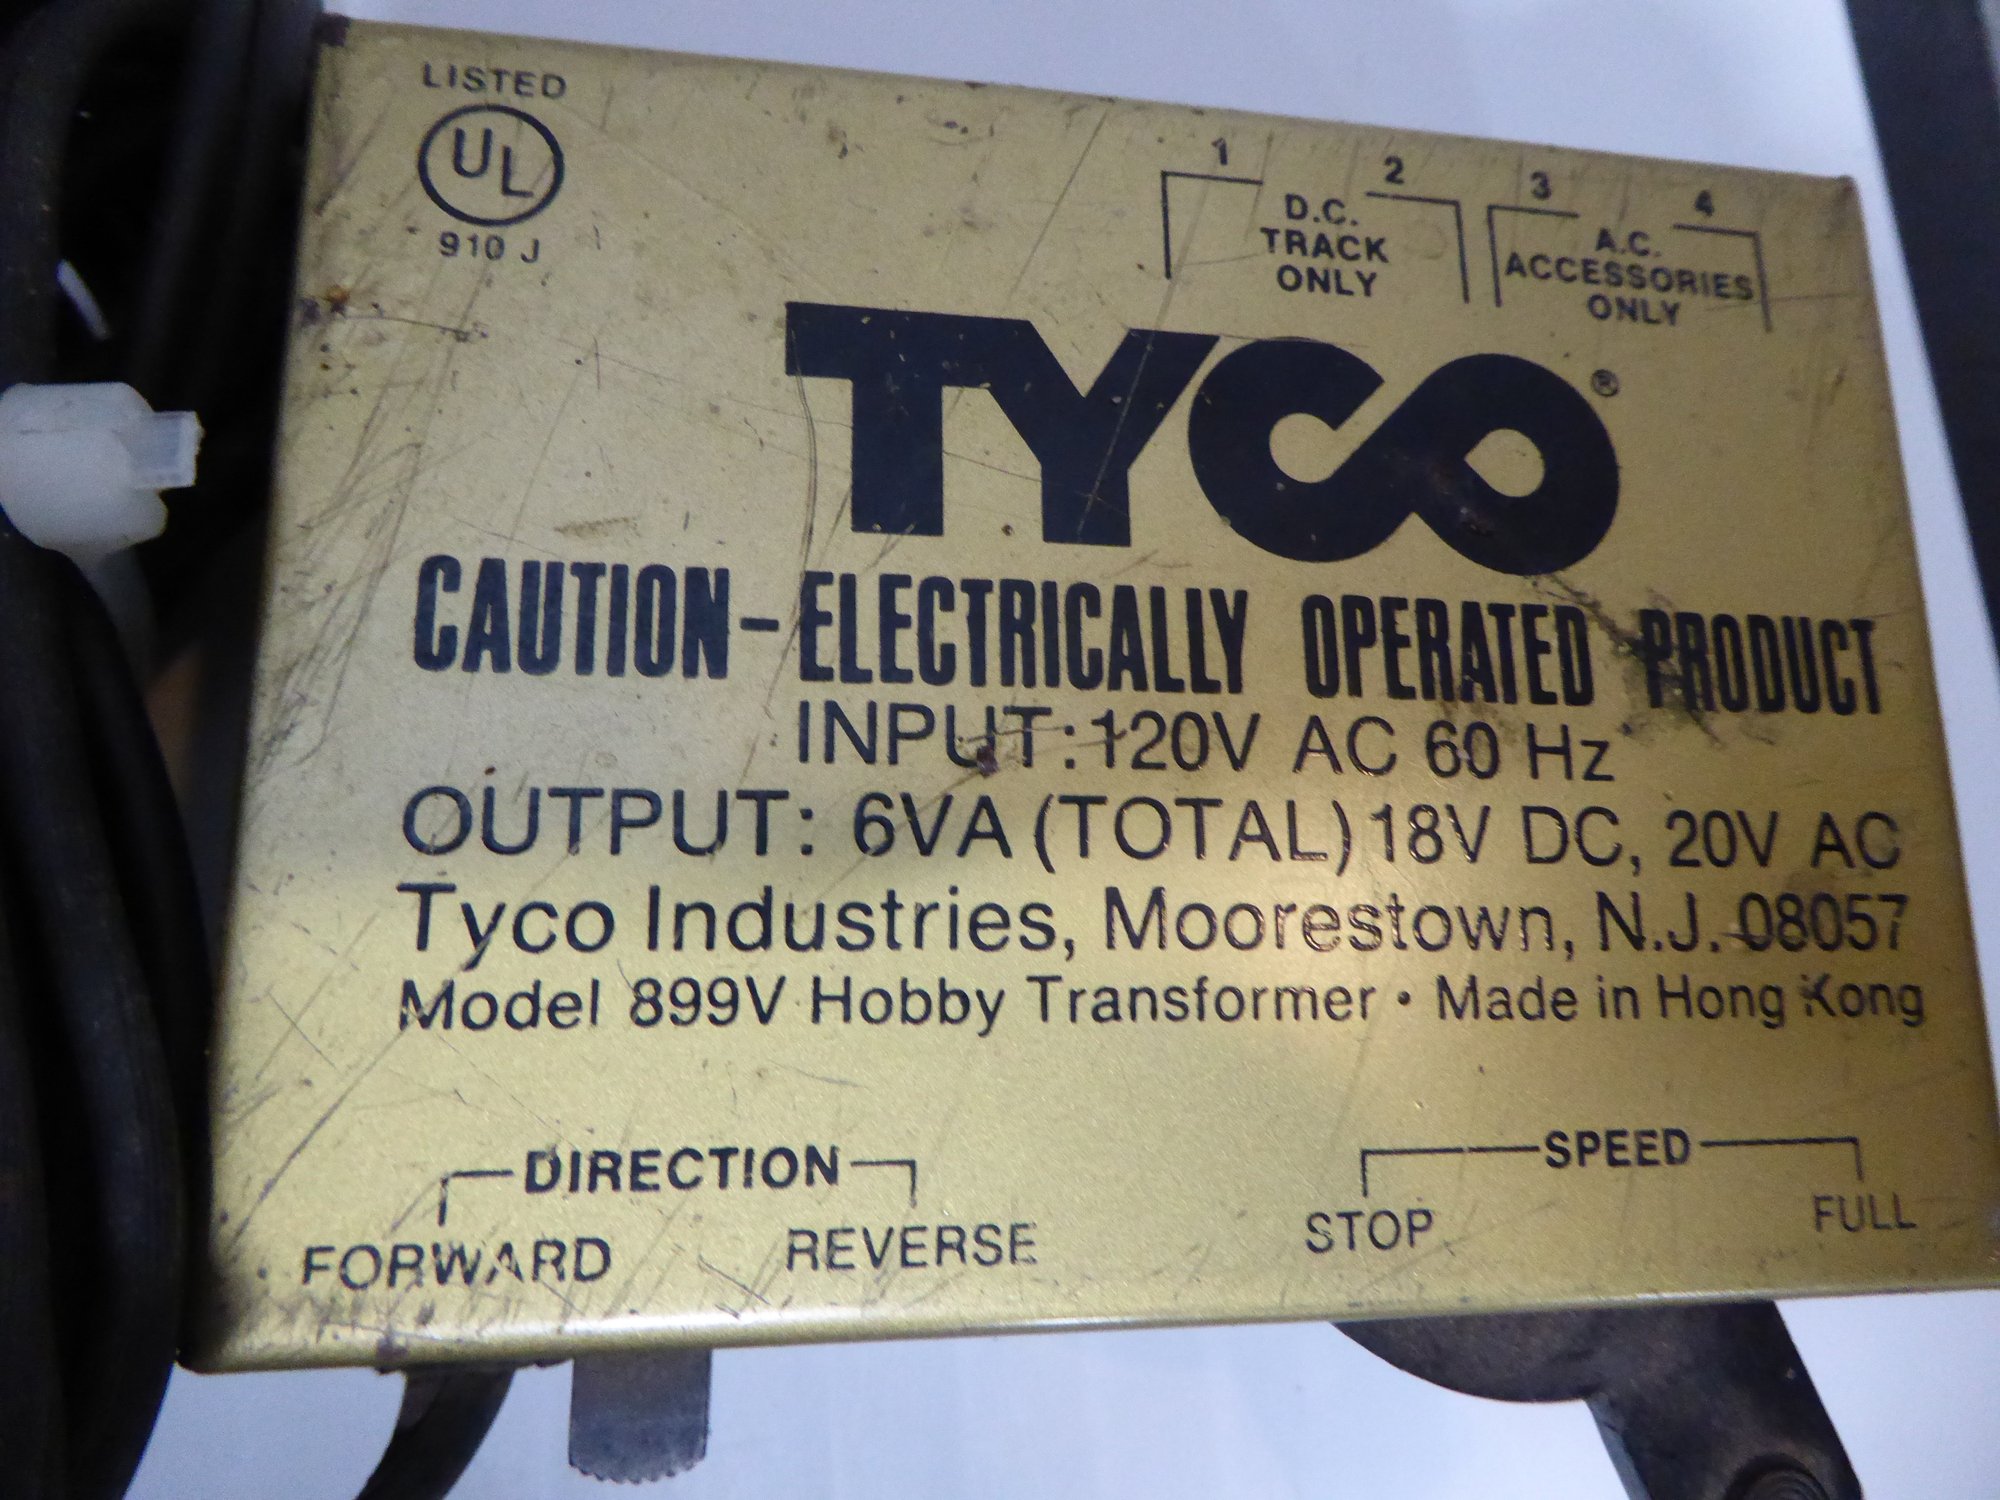 LISTED
UL
910 J
1 2 3 4
D.C.
TRACK
ONLY
A.C.
ACCESSORIES
ONLY
TYCO®
CAUTION-ELECTRICALLY OPERATED PRODUCT
INPUT: 120V AC 60 Hz
OUTPUT: 6VA (TOTAL) 18V DC, 20V AC
Tyco Industries, Moorestown, N.J. 08057
Model 899V Hobby Transformer • Made in Hong Kong
DIRECTION
FORWARD REVERSE
SPEED
STOP FULL